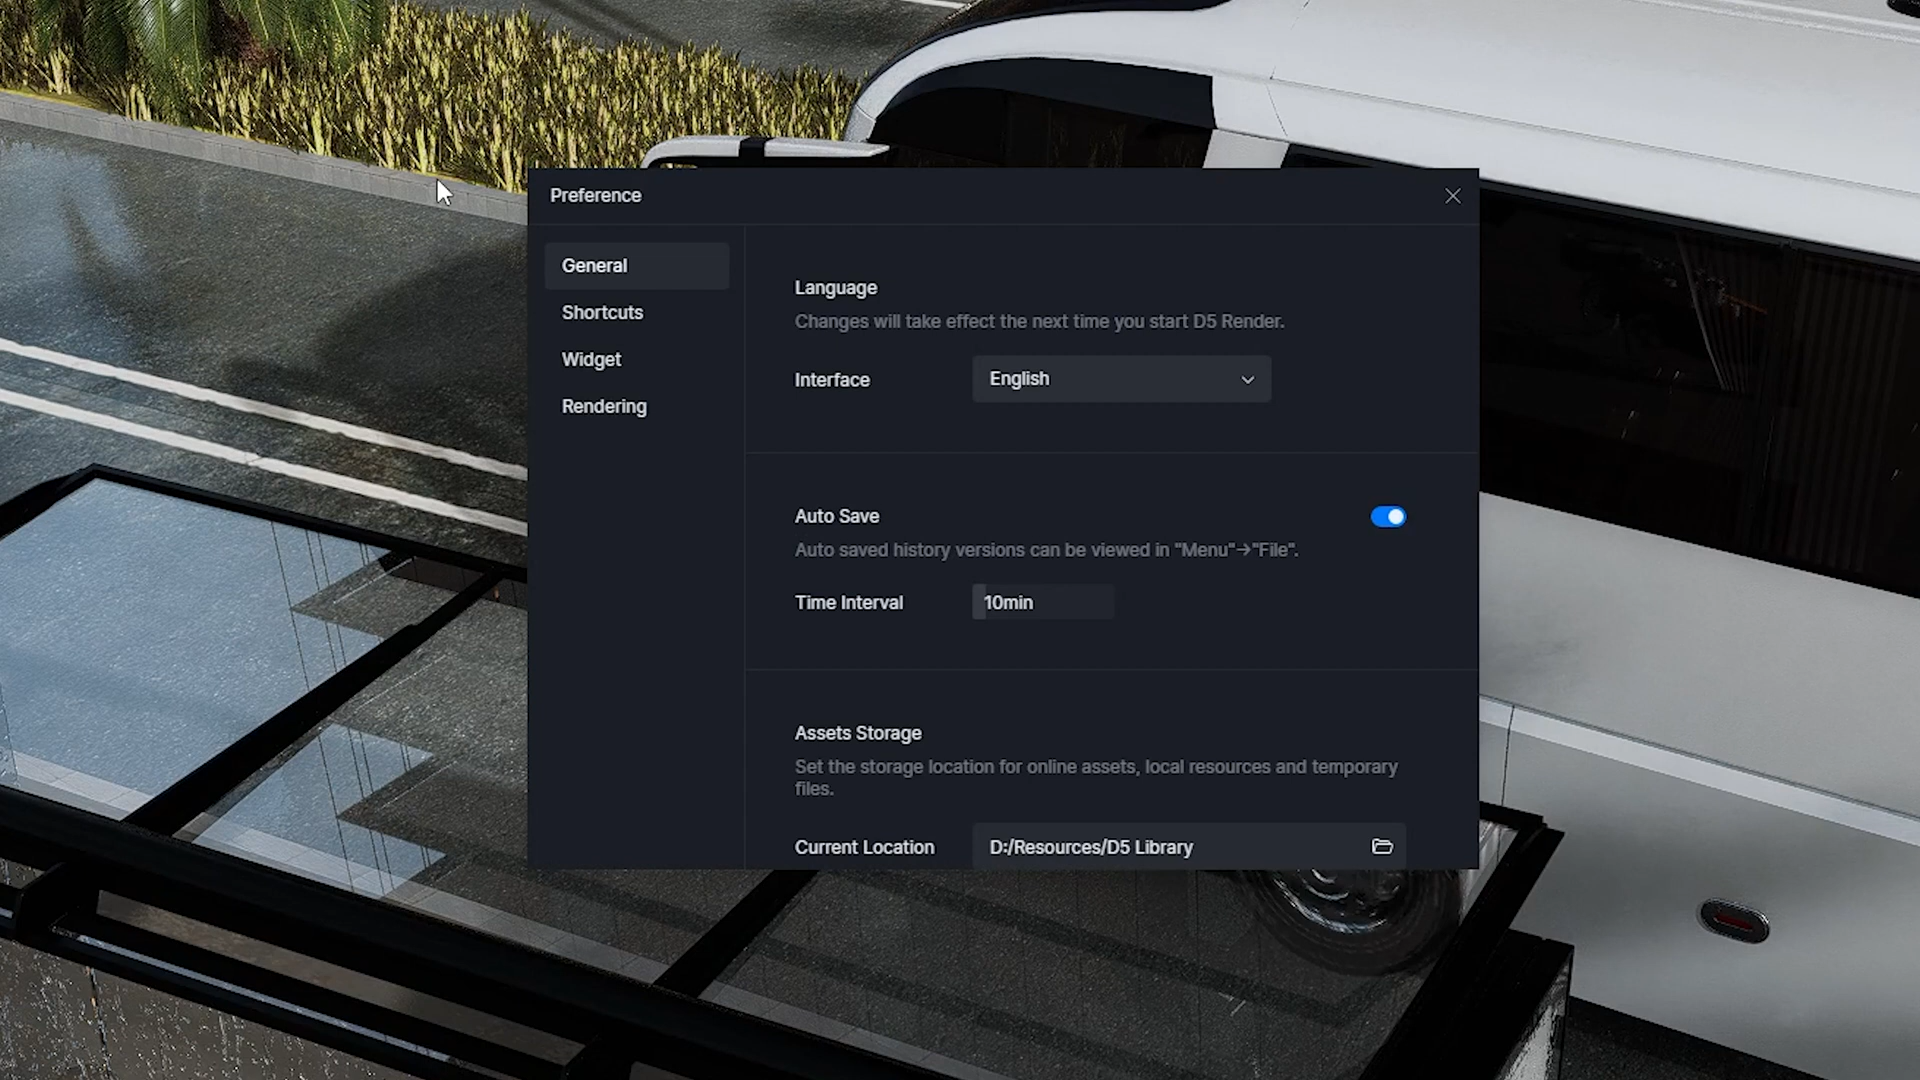 Preference
General
Shortcuts
Widget
Rendering
Language
Changes will take effect the next time you start D5 Render.
Interface
English
Auto Save
Auto saved history versions can be viewed in "Menu"→"File".
Time Interval
10min
Assets Storage
Set the storage location for online assets, local resources and temporary
files.
Current Location
D:/Resources/D5 Library